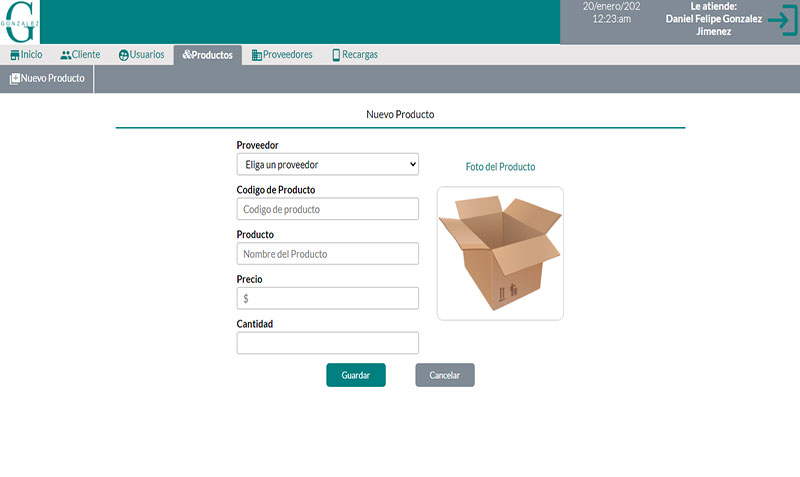 G
GONZALEZ
20/enero/202
12:23:am
Le atiende:
Daniel Felipe Gonzalez
Jimenez
Inicio
Cliente
Usuarios
Productos
Proveedores
Recargas
Nuevo Producto
Nuevo Producto
Proveedor
Eliga un proveedor
Codigo de Producto
Codigo de producto
Producto
Nombre del Producto
Precio
$
Cantidad
Foto del Producto
Guardar
Cancelar